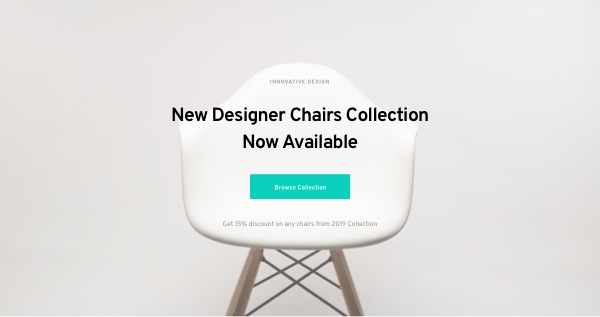 INNOVATIVE DESIGN
New Designer Chairs Collection
Now Available
Browse Collection
Get 15% discount on any chairs from 2019 Collection